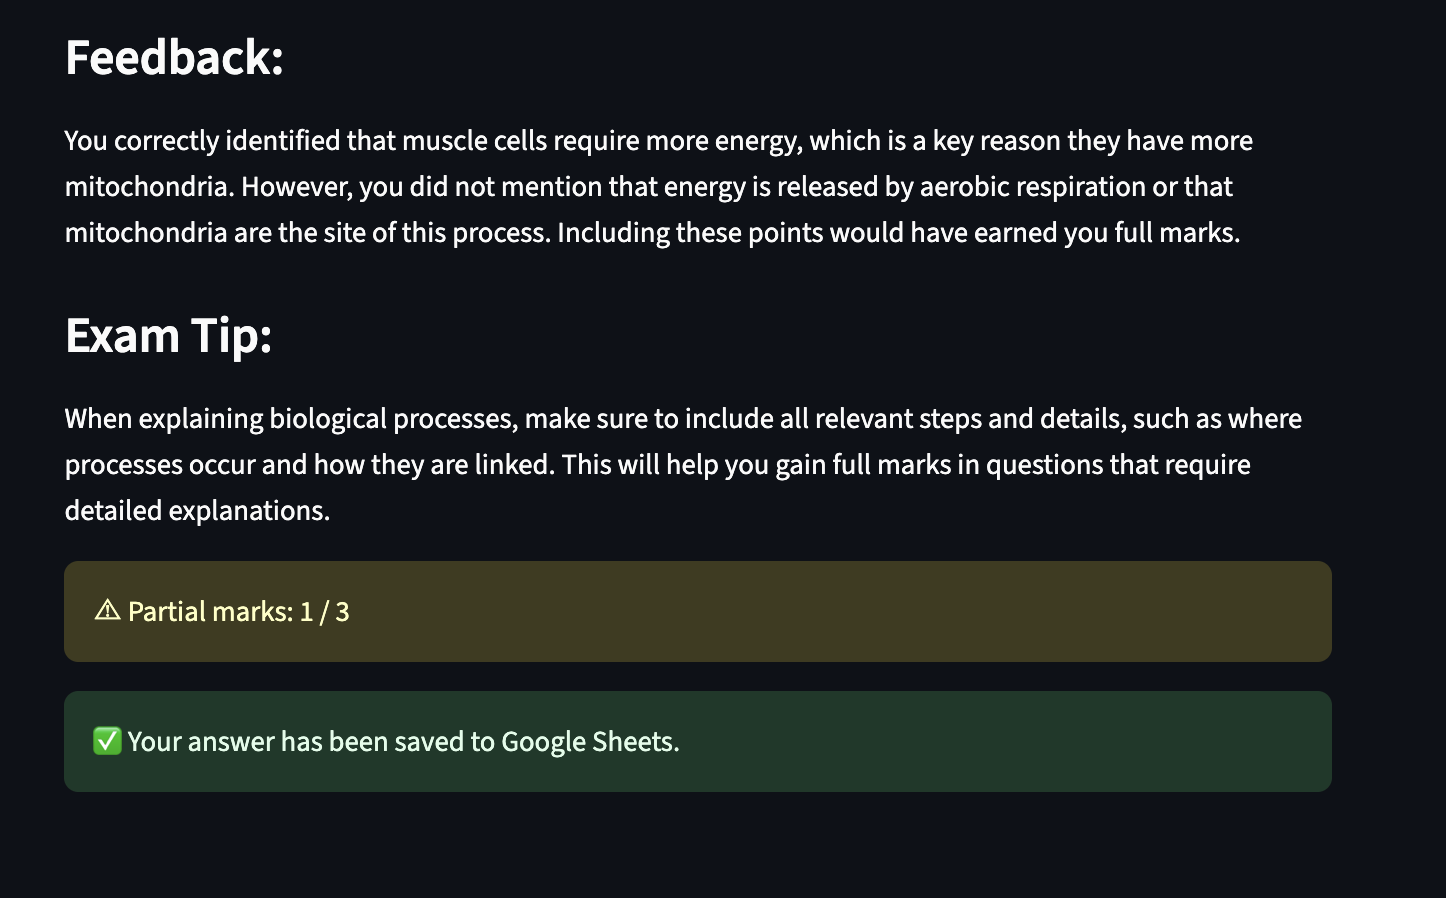 Feedback:
You correctly identified that muscle cells require more energy, which is a key reason they have more
mitochondria. However, you did not mention that energy is released by aerobic respiration or that
mitochondria are the site of this process. Including these points would have earned you full marks.
Exam Tip:
When explaining biological processes, make sure to include all relevant steps and details, such as where
processes occur and how they are linked. This will help you gain full marks in questions that require
detailed explanations.
⚠ Partial marks: 1 / 3
✅ Your answer has been saved to Google Sheets.